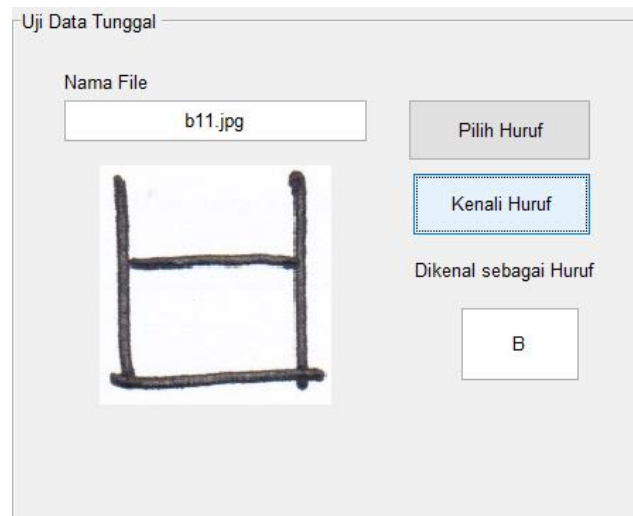 Uji Data Tunggal
Nama File
b11.jpg
Pilih Huruf
ㅂ
Kenali Huruf
Dikenal sebagai Huruf
B